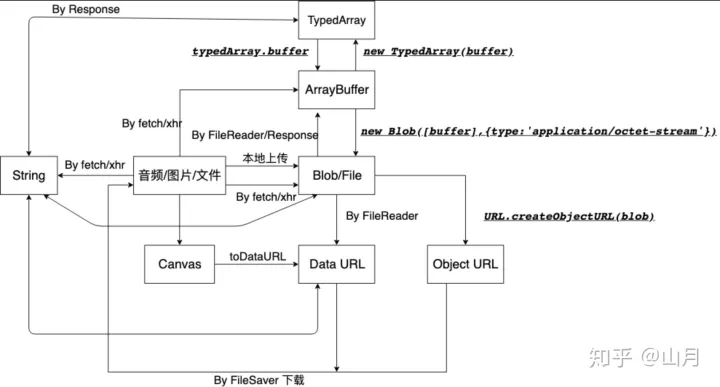 By Response
TypedArray
typedArray.buffer
new TypedArray(buffer)
ArrayBuffer
By fetch/xhr
By FileReader/Response
new Blob([buffer],{type:'application/octet-stream'})
String
By fetch/xhr
音频/图片/文件
本地上传
By fetch/xhr
Blob/File
By FileReader
URL.createObjectURL(blob)
Canvas
toDataURL
Data URL
Object URL
By FileSaver 下载
知乎 @山月